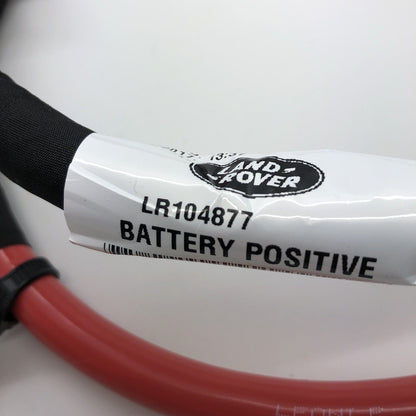 LAND-
ROVER
LR104877
BATTERY POSITIVE